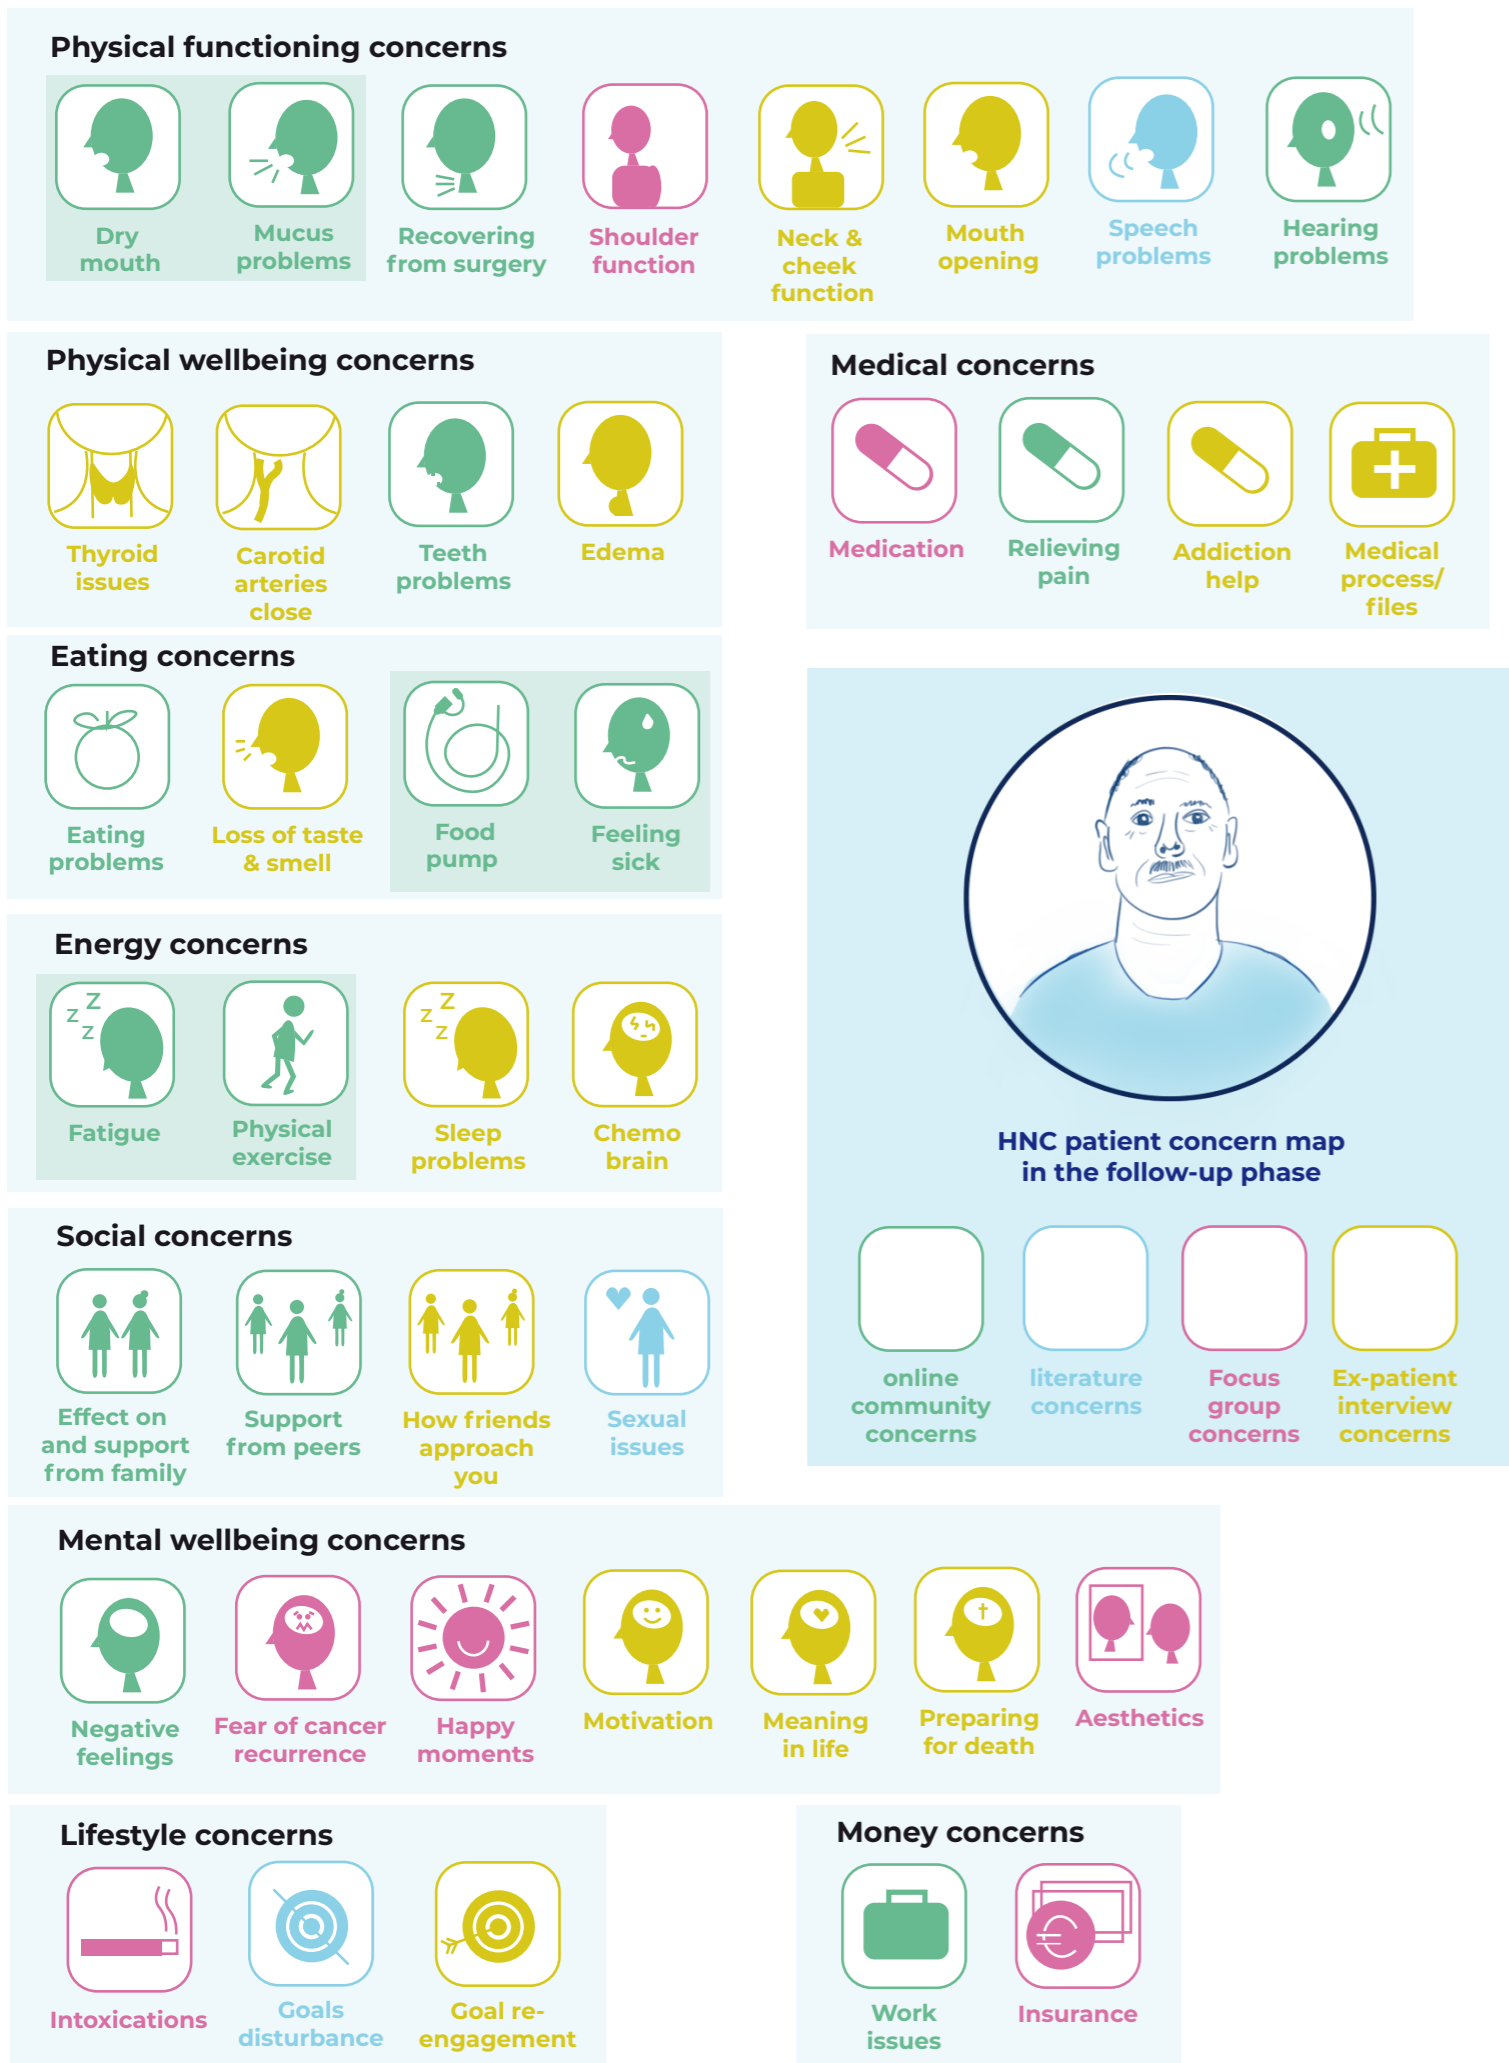 Physical functioning concerns
Dry
mouth
Mucus
problems
Recovering
from surgery
Shoulder
function
Neck &
cheek
function
Mouth
opening
Speech
problems
Hearing
problems
Physical wellbeing concerns
Thyroid
issues
Carotid
arteries
close
Teeth
problems
Edema
Medical concerns
Medication
Relieving
pain
Addiction
help
Medical
process/
files
Eating concerns
Eating
problems
Loss of taste
& smell
Food
pump
Feeling
sick
Energy concerns
z Z
z
Fatigue
Physical
exercise
z Z
z
Sleep
problems
Chemo
brain
HNC patient concern map
in the follow-up phase
online
community
concerns
literature
concerns
Focus
group
concerns
Ex-patient
interview
concerns
Social concerns
Effect on
and support
from family
Support
from peers
How friends
approach
you
Sexual
issues
Mental wellbeing concerns
Negative
feelings
Fear of cancer
recurrence
Happy
moments
Motivation
Meaning
in life
Preparing
for death
Aesthetics
Lifestyle concerns
Intoxications
Goals
disturbance
Goal re-
engagement
Money concerns
Work
issues
€
Insurance